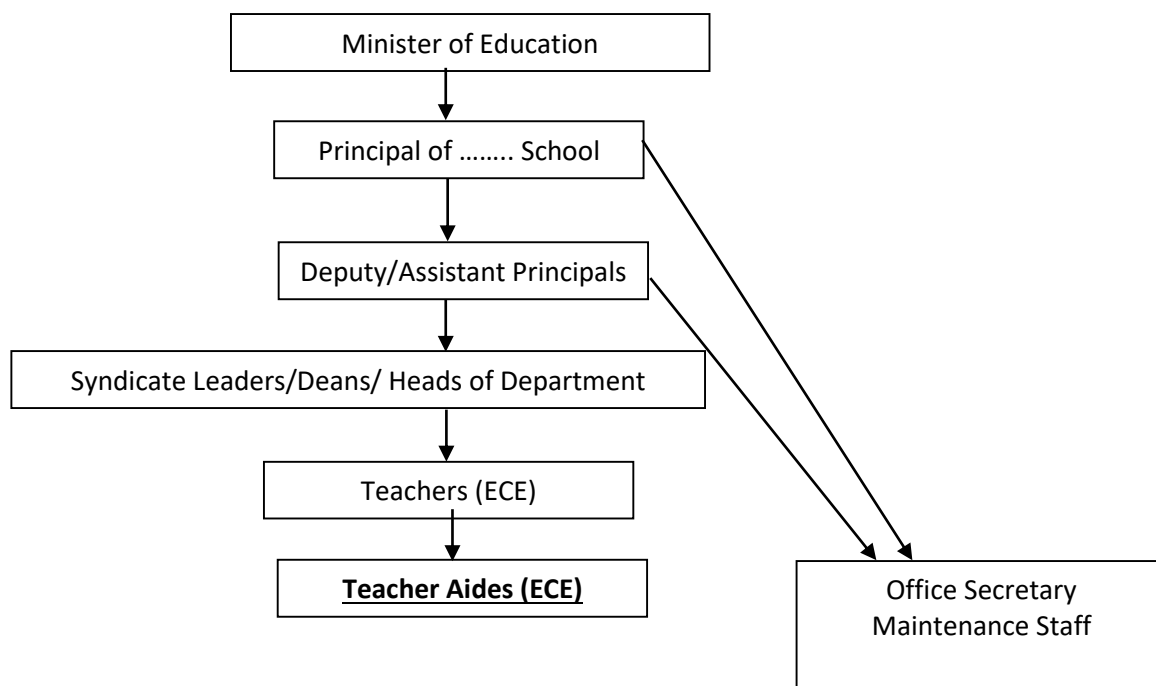 Minister of Education
Principal of …….. School
Deputy/Assistant Principals
Syndicate Leaders/Deans/ Heads of Department
Teachers (ECE)
Teacher Aides (ECE)
Office Secretary
Maintenance Staff